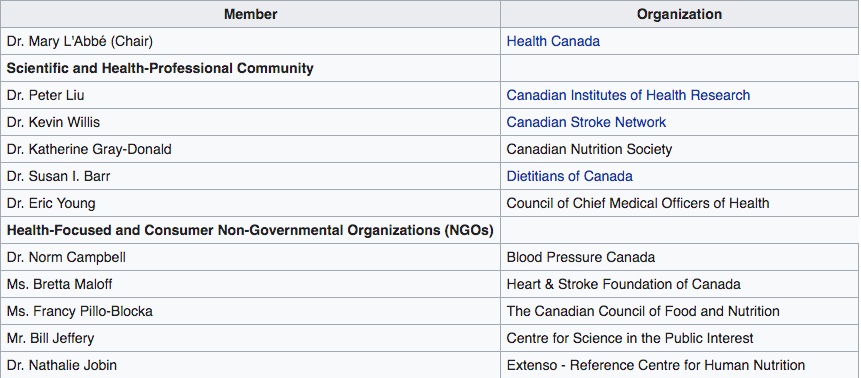 Member Organization
Dr. Mary L'Abbé (Chair) Health Canada
Scientific and Health-Professional Community
Dr. Peter Liu Canadian Institutes of Health Research
Dr. Kevin Willis Canadian Stroke Network
Dr. Katherine Gray-Donald Canadian Nutrition Society
Dr. Susan I. Barr Dietitians of Canada
Dr. Eric Young Council of Chief Medical Officers of Health
Health-Focused and Consumer Non-Governmental Organizations (NGOs)
Dr. Norm Campbell Blood Pressure Canada
Ms. Bretta Maloff Heart & Stroke Foundation of Canada
Ms. Francy Pillo-Blocka The Canadian Council of Food and Nutrition
Mr. Bill Jeffery Centre for Science in the Public Interest
Dr. Nathalie Jobin Extenso - Reference Centre for Human Nutrition